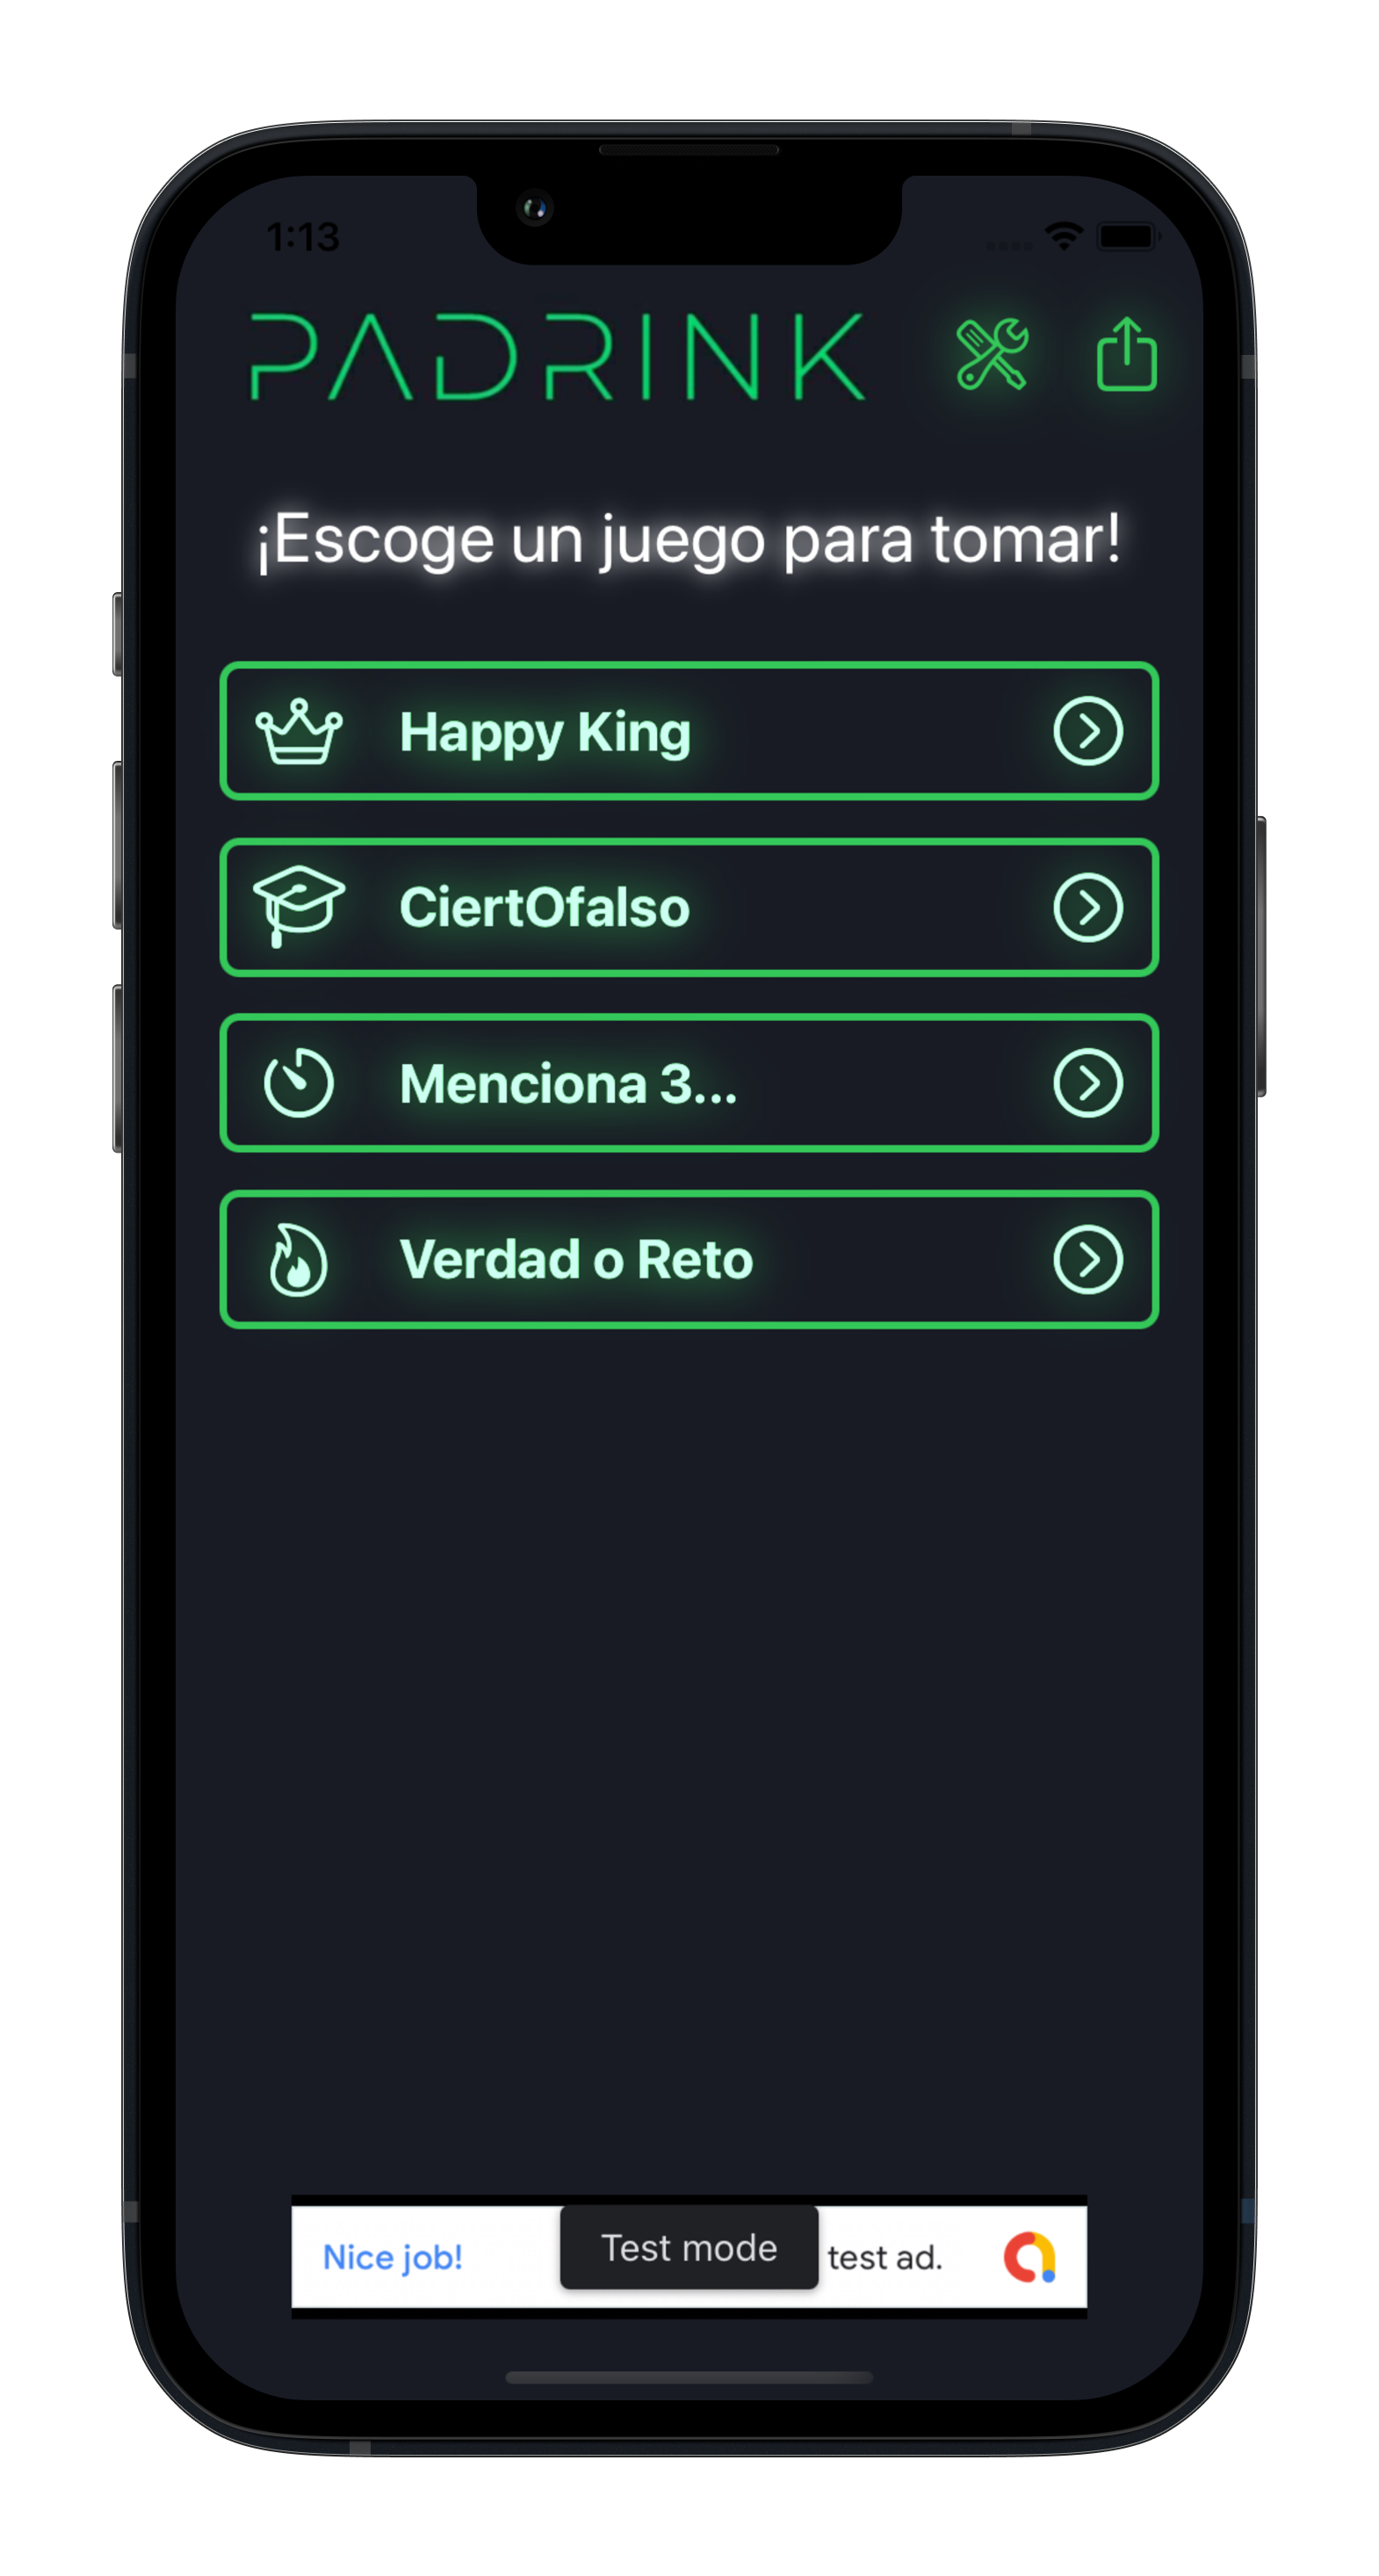 1:13
PADRINK
¡Escoge un juego para tomar!
Happy King
CiertOfalso
Menciona 3...
Verdad o Reto
Nice job!
Test mode
test ad.